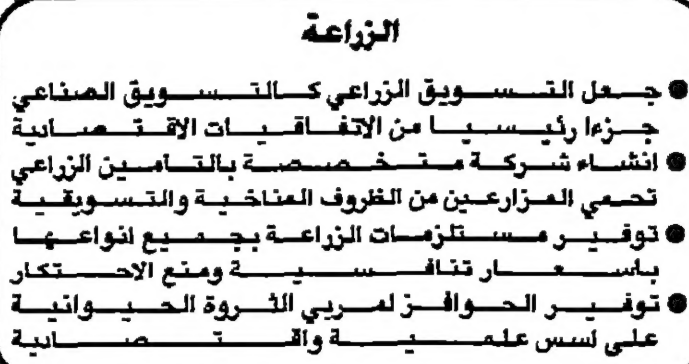 الزراعة
● جعل التسويق الزراعي كالتسويق الصناعي
جزءا رئيسيا من الاتفاقيات الاقتصادية
● انشاء شركة متخصصة بالتامين الزراعي
تحمي المزارعين من الظروف المناخية والتسويقية
● توفير مستلزمات الزراعة بجميع انواعها
باسعار تنافسية ومنع الاحتكار
● توفير الحوافز لمربي الثروة الحيوانية
على اسس علمية واقتصادية